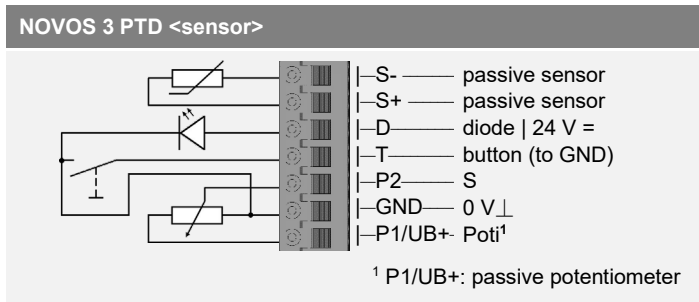 NOVOS 3 PTD <sensor>
S- passive sensor
S+ passive sensor
D diode | 24 V =
T button (to GND)
P2 S
GND 0 V⊥
P1/UB+ Poti¹
¹ P1/UB+: passive potentiometer